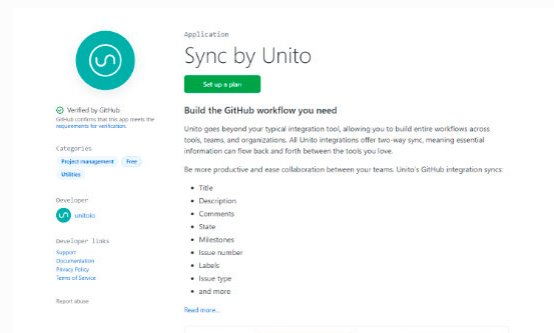 Application
Sync by Unito
Set up a plan
Verified by GitHub
GitHub confirms that this app meets the
requirements for verification.
Categories
Project management
Free
Utilities
Developer
unitoio
Developer links
Support
Documentation
Privacy Policy
Terms of Service
Report abuse
Build the GitHub workflow you need
Unito goes beyond your typical integration tool, allowing you to build entire workflows across
tools, teams, and organizations. All Unito integrations offer two-way sync, meaning essential
information can flow back and forth between the tools you love.
Be more productive and ease collaboration between your teams. Unito's GitHub integration syncs:
• Title
• Description
• Comments
• State
• Milestones
• Issue number
• Labels
• Issue type
• and more
Read more...